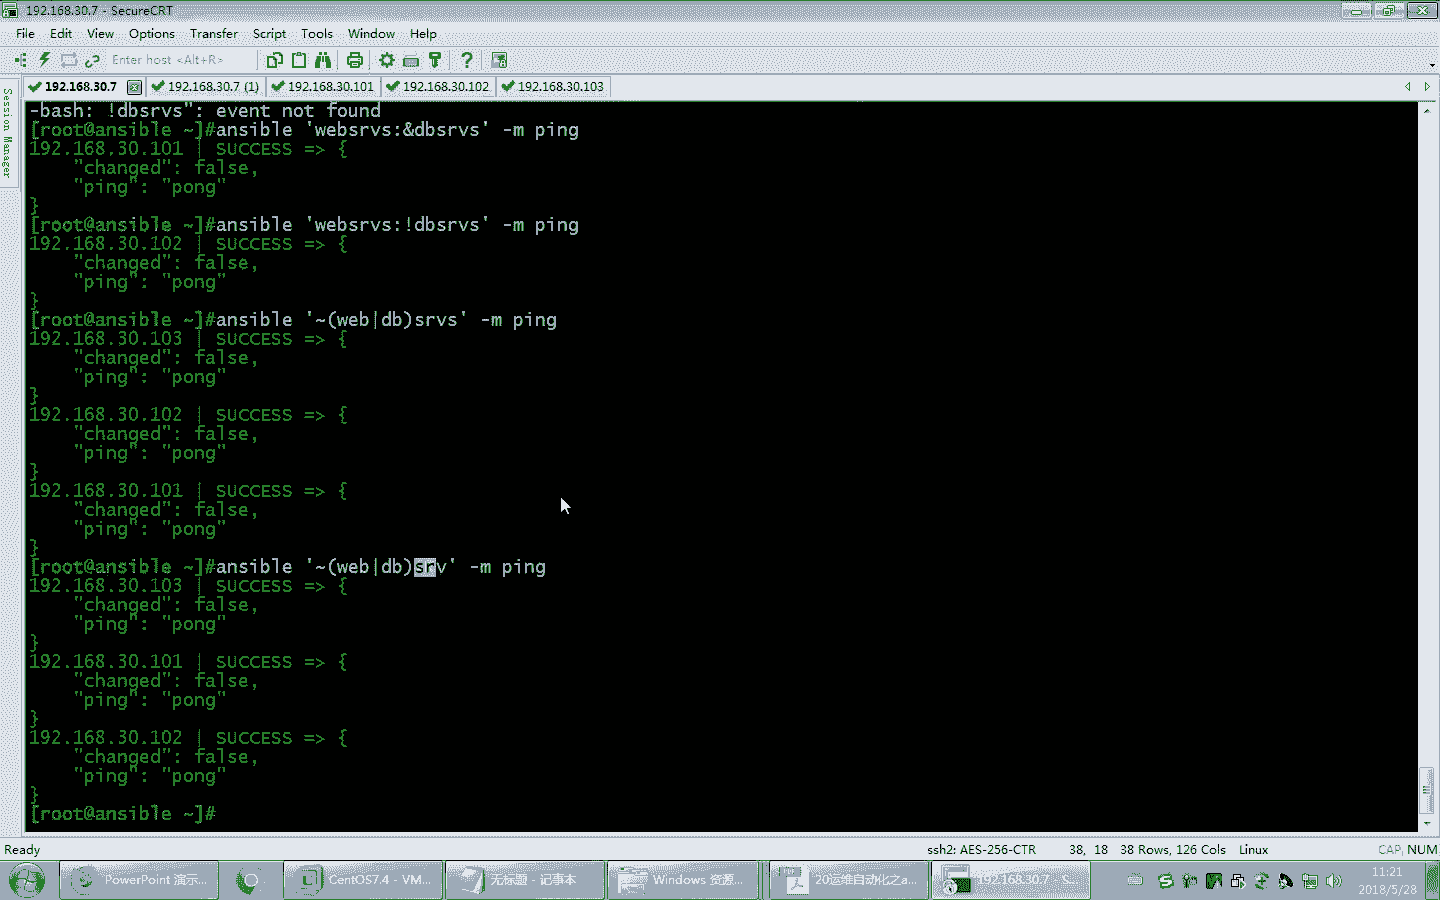 192.168.30.7 - SecureCRT
File Edit View Options Transfer Script Tools Window Help
Enter host <Alt+R>
Session Manager
192.168.30.7 192.168.30.7 (1) 192.168.30.101 192.168.30.102 192.168.30.103
-bash: !dbsrvs": event not found
[root@ansible ~]#ansible 'websrvs:&dbsrvs' -m ping
192.168.30.101 | SUCCESS => {
    "changed": false,
    "ping": "pong"
}
[root@ansible ~]#ansible 'websrvs:!dbsrvs' -m ping
192.168.30.102 | SUCCESS => {
    "changed": false,
    "ping": "pong"
}
[root@ansible ~]#ansible '~(web|db)srvs' -m ping
192.168.30.103 | SUCCESS => {
    "changed": false,
    "ping": "pong"
}
192.168.30.102 | SUCCESS => {
    "changed": false,
    "ping": "pong"
}
192.168.30.101 | SUCCESS => {
    "changed": false,
    "ping": "pong"
}
[root@ansible ~]#ansible '~(web|db)srv' -m ping
192.168.30.103 | SUCCESS => {
    "changed": false,
    "ping": "pong"
}
192.168.30.101 | SUCCESS => {
    "changed": false,
    "ping": "pong"
}
192.168.30.102 | SUCCESS => {
    "changed": false,
    "ping": "pong"
}
[root@ansible ~]#
Ready ssh2: AES-256-CTR 38, 18 38 Rows, 126 Cols Linux CAP NUM
PowerPoint 演示... CentOS7.4 - VM... 无标题 - 记事本 Windows 资源... 20运维自动化之a... 192.168.30.7 - S...
11:21
2018/5/28